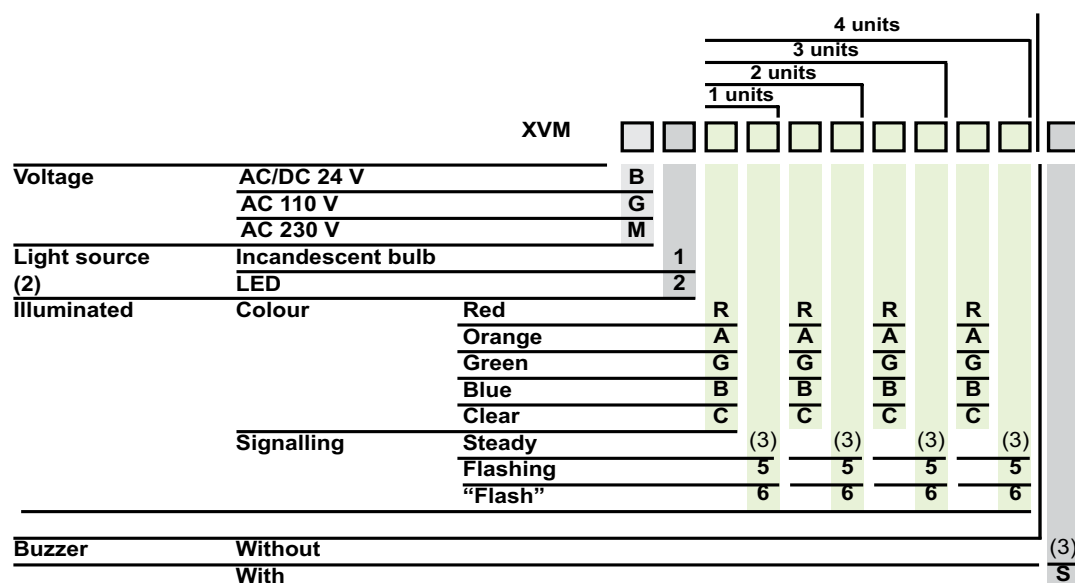 4 units
3 units
2 units
1 units
XVM
Voltage AC/DC 24 V B
AC 110 V G
AC 230 V M
Light source Incandescent bulb 1
(2) LED 2
Illuminated Colour Red R R R R
Orange A A A A
Green G G G G
Blue B B B B
Clear C C C C
Signalling Steady (3) (3) (3) (3)
Flashing 5 5 5 5
“Flash” 6 6 6 6
Buzzer Without (3)
With S